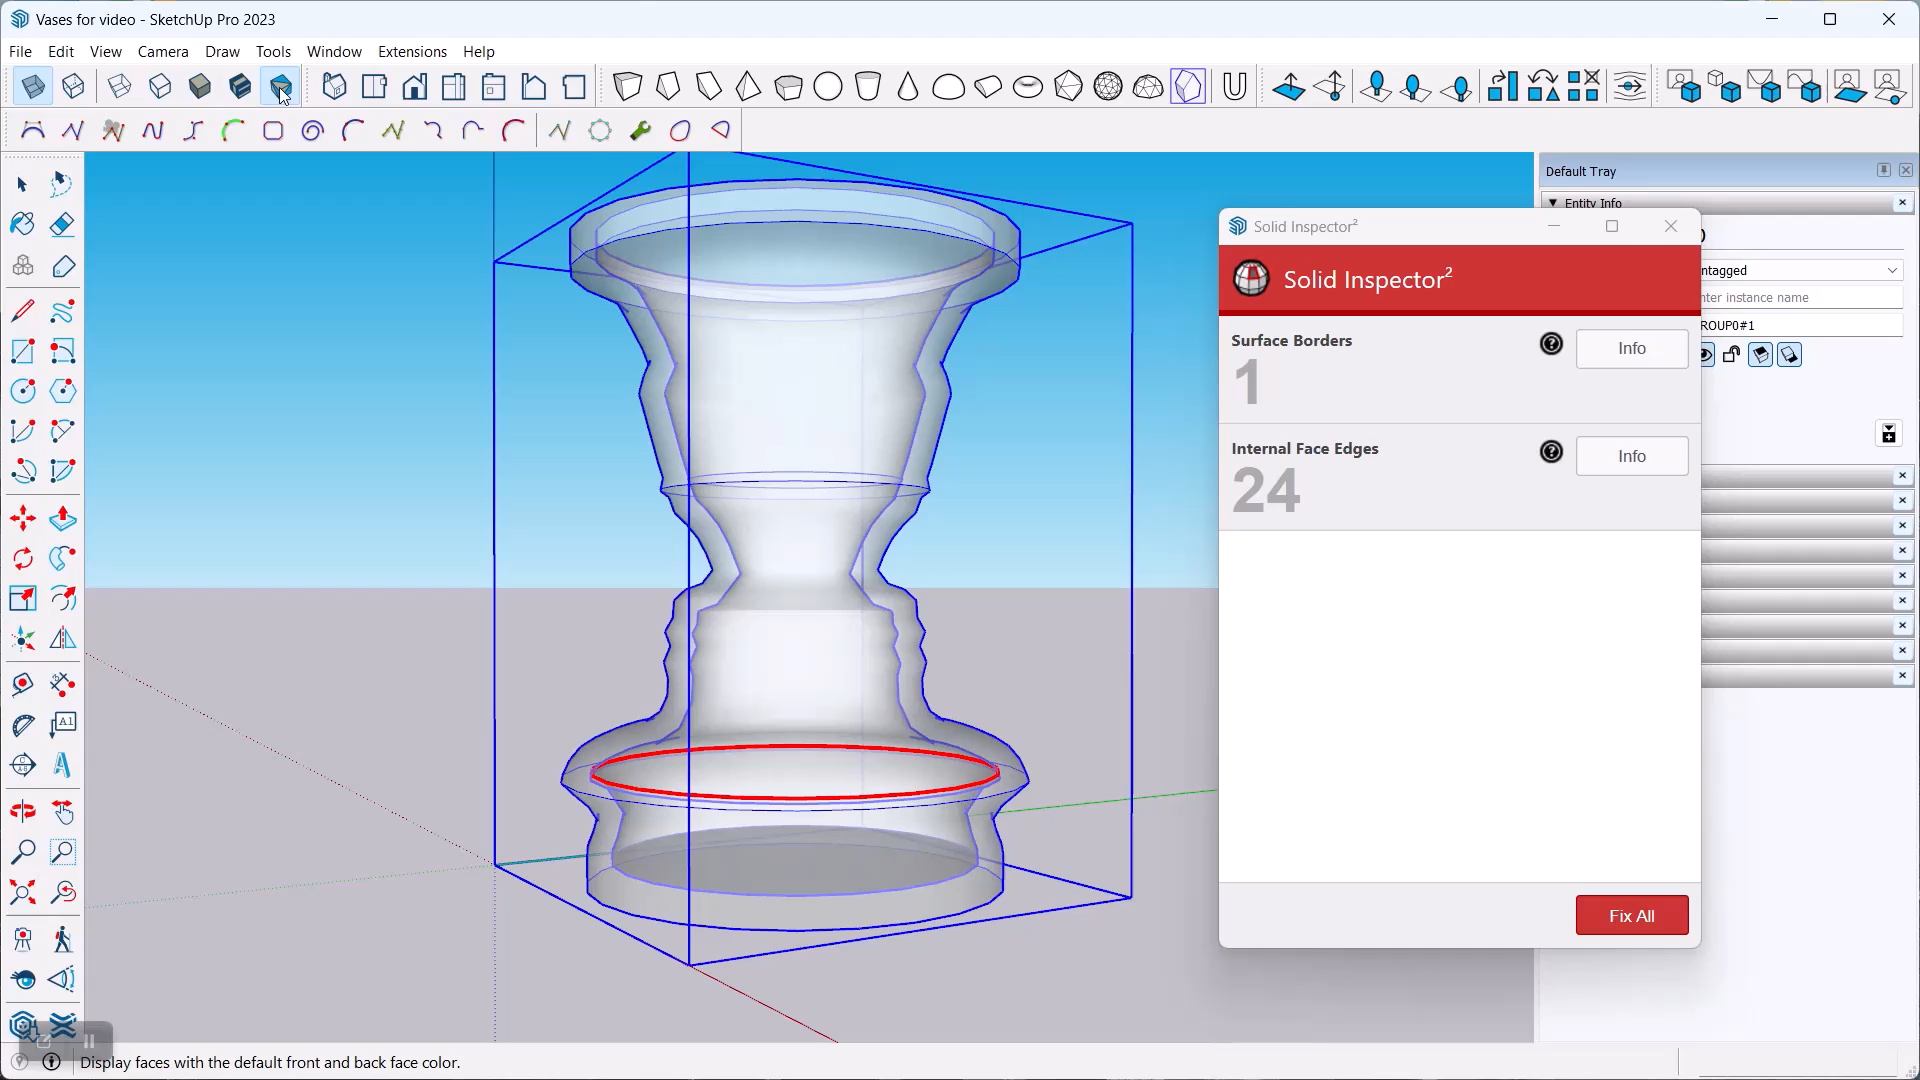 Vases for video - SketchUp Pro 2023
File Edit View Camera Draw Tools Window Extensions Help
Default Tray
Entity Info
Solid Inspector²
Solid Inspector²
)
ntagged
Surface Borders
Info
1
nter instance name
ROUP0#1
Internal Face Edges
Info
24
A1
Fix All
Display faces with the default front and back face color.